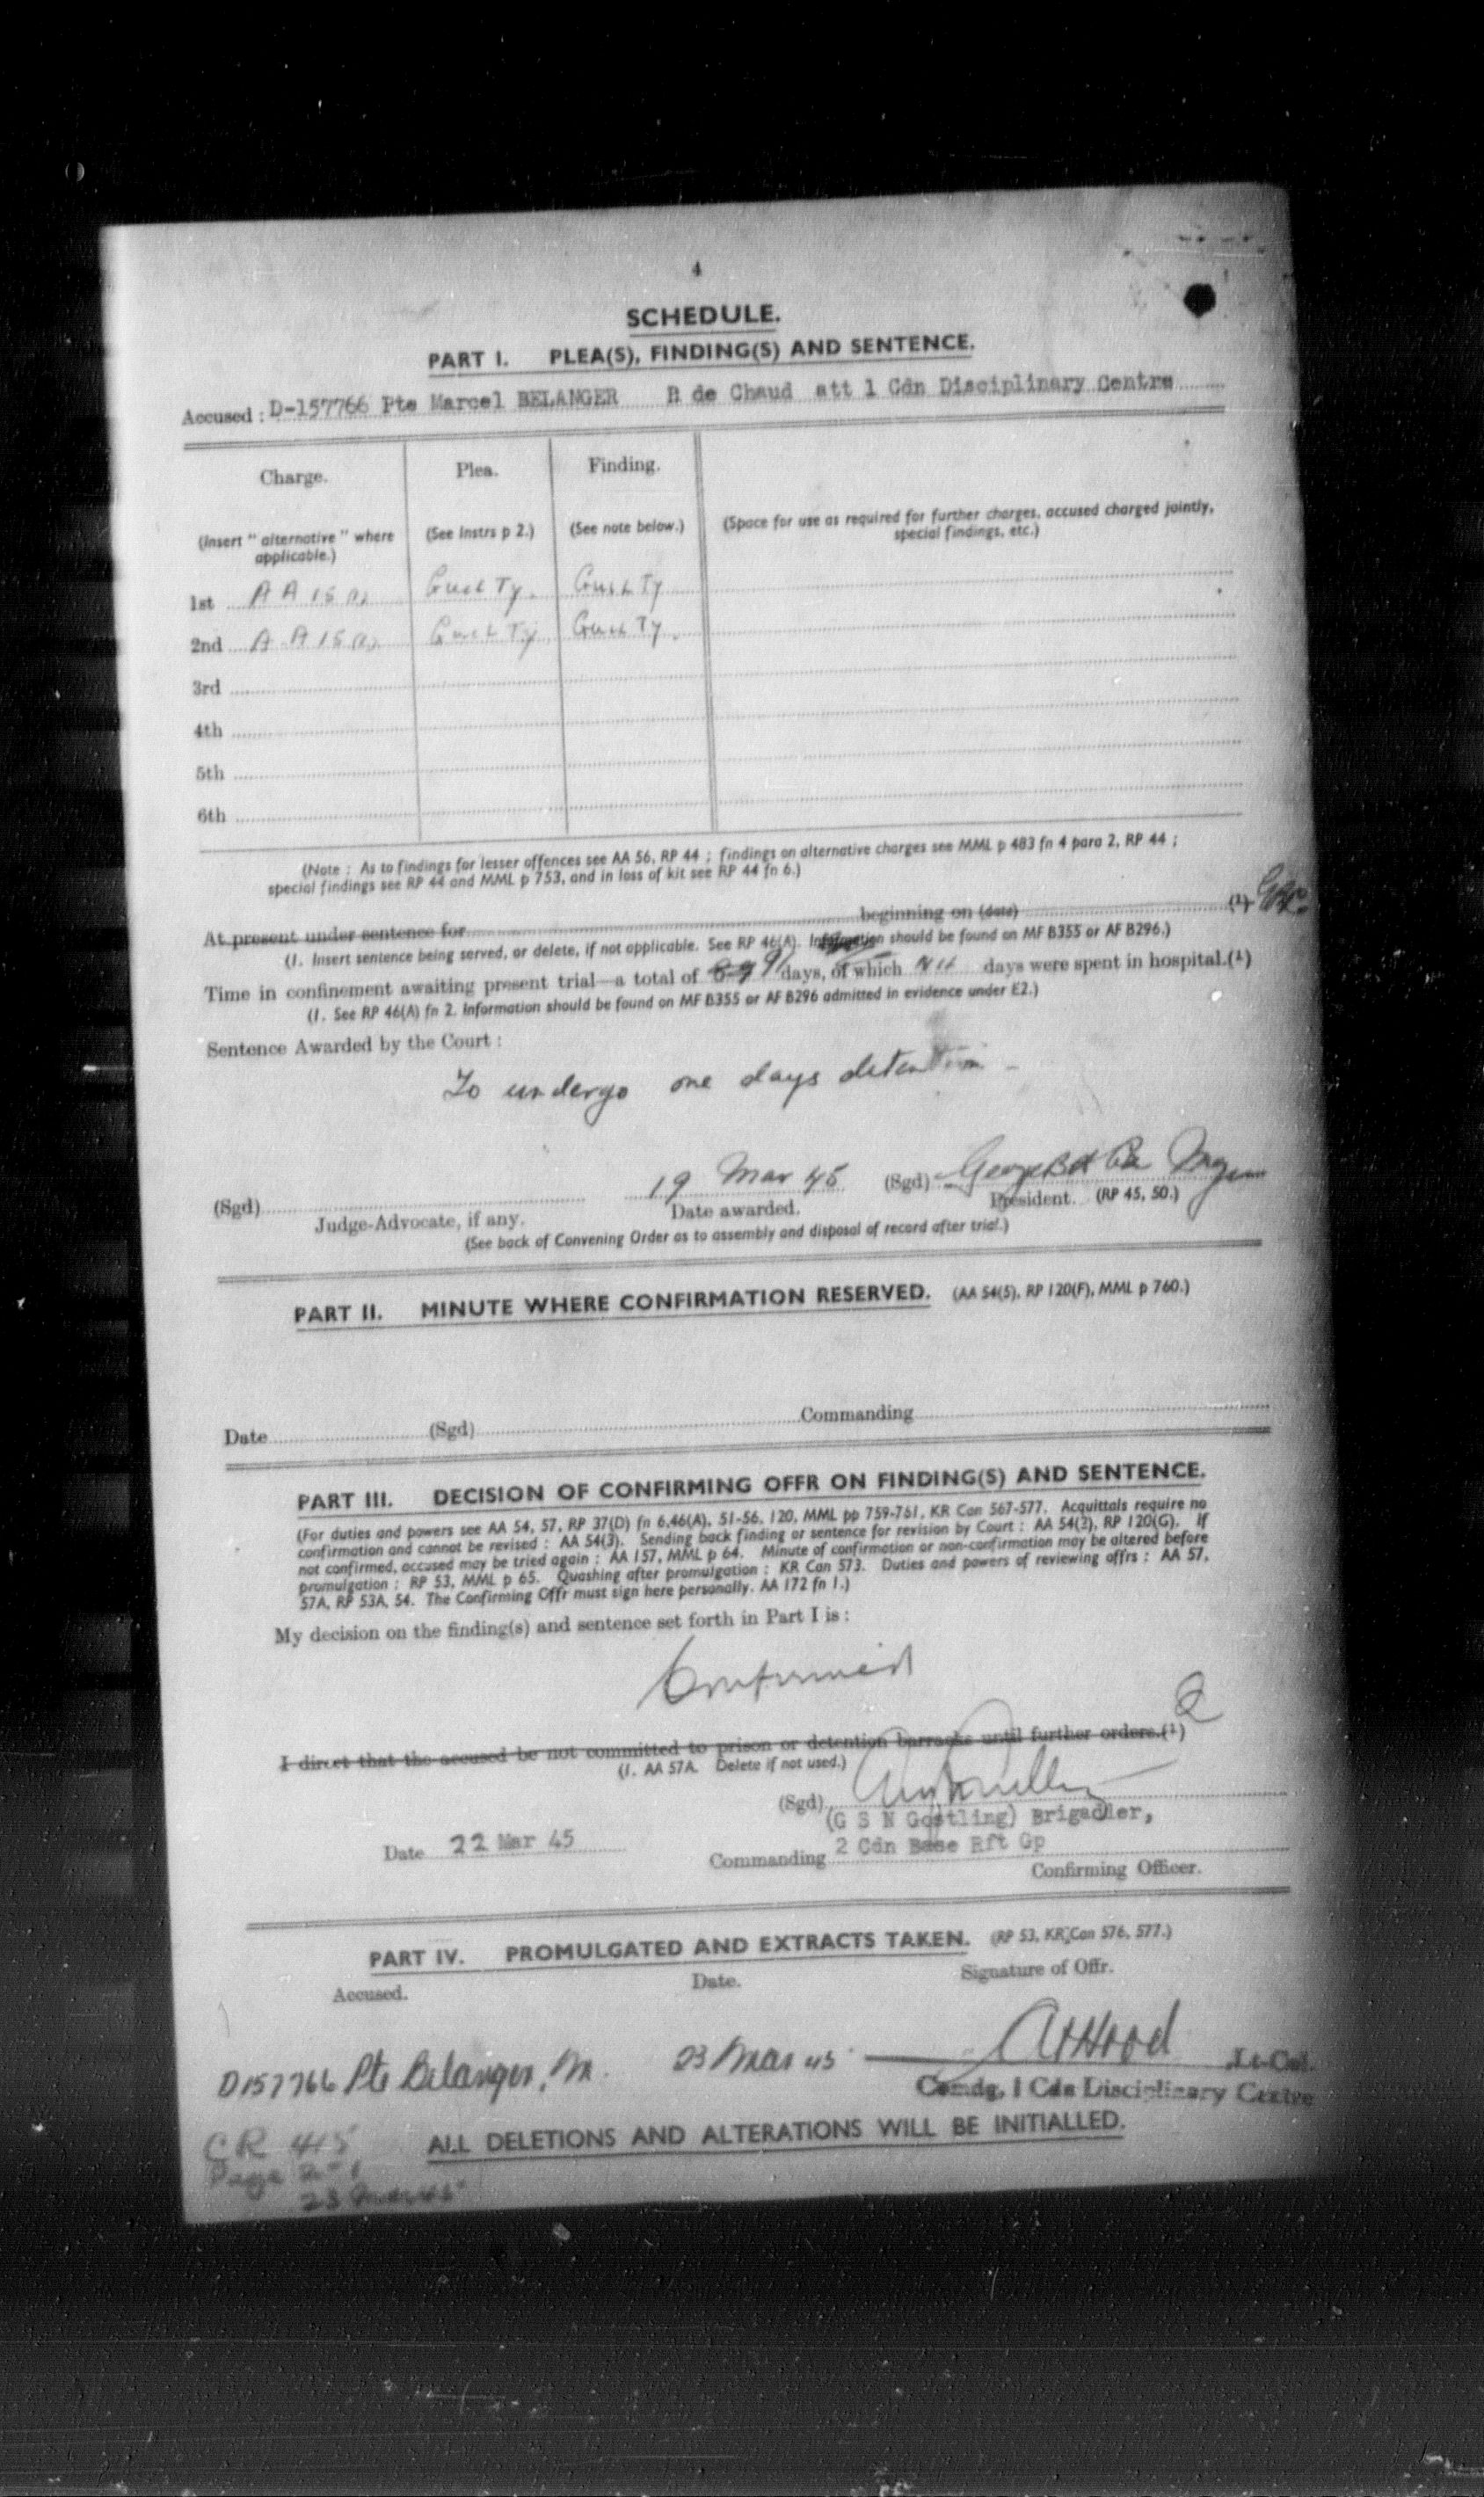 4
SCHEDULE.
PART I. PLEA(S), FINDING(S) AND SENTENCE.
Accused : D-157766 Pte Marcel BELANGER R de Chaud att 1 Cdn Disciplinary Centre
Charge. Plea. Finding.
(Insert " alternative " where applicable.) (See Instrs p 2.) (See note below.) (Space for use as required for further charges, accused charged jointly, special findings, etc.)
1st A A 15 (1) Guilty. Guilty
2nd A A 15 (1) Guilty Guilty.
3rd
4th
5th
6th
(Note : As to findings for lesser offences see AA 56, RP 44 ; findings on alternative charges see MML p 483 fn 4 para 2, RP 44 ;
special findings see RP 44 and MML p 753, and in loss of kit see RP 44 fn 6.)
At present under sentence for beginning on (date) (1)
(1. Insert sentence being served, or delete, if not applicable. See RP 46(A). Information should be found on MF B355 or AF B296.)
Time in confinement awaiting present trial—a total of 91 days, of which Nil days were spent in hospital.(1)
(1. See RP 46(A) fn 2. Information should be found on MF B355 or AF B296 admitted in evidence under E2.)
Sentence Awarded by the Court :
To undergo one days detention -
(Sgd) 19 Mar 45 (Sgd) George
Judge-Advocate, if any. Date awarded. President. (RP 45, 50.)
(See back of Convening Order as to assembly and disposal of record after trial.)
PART II. MINUTE WHERE CONFIRMATION RESERVED. (AA 54(5), RP 120(F), MML p 760.)
Date (Sgd) Commanding
PART III. DECISION OF CONFIRMING OFFR ON FINDING(S) AND SENTENCE.
(For duties and powers see AA 54, 57, RP 37(D) fn 6,46(A), 51-56, 120, MML pp 759-761, KR Can 567-577. Acquittals require no
confirmation and cannot be revised : AA 54(3). Sending back finding or sentence for revision by Court : AA 54(2), RP 120(G). If
not confirmed, accused may be tried again : AA 157, MML p 64. Minute of confirmation or non-confirmation may be altered before
promulgation : RP 53, MML p 65. Quashing after promulgation : KR Can 573. Duties and powers of reviewing offrs : AA 57,
57A, RP 53A, 54. The Confirming Offr must sign here personally. AA 172 fn 1.)
My decision on the finding(s) and sentence set forth in Part I is :
Confirmed
I direct that the accused be not committed to prison or detention barracks until further orders.(1)
(1. AA 57A. Delete if not used.)
(Sgd)
(G S N Gostling) Brigadier,
Date 22 Mar 45 Commanding 2 Cdn Base Rft Gp
Confirming Officer.
PART IV. PROMULGATED AND EXTRACTS TAKEN. (RP 53, KR Can 576, 577.)
Accused. Date. Signature of Offr.
D157766 Pte Belanger, M. 23 Mar 45 Lt-Col.
Comdg, 1 Cdn Disciplinary Centre
ALL DELETIONS AND ALTERATIONS WILL BE INITIALLED.
CR 415
Page
23 Mar 45